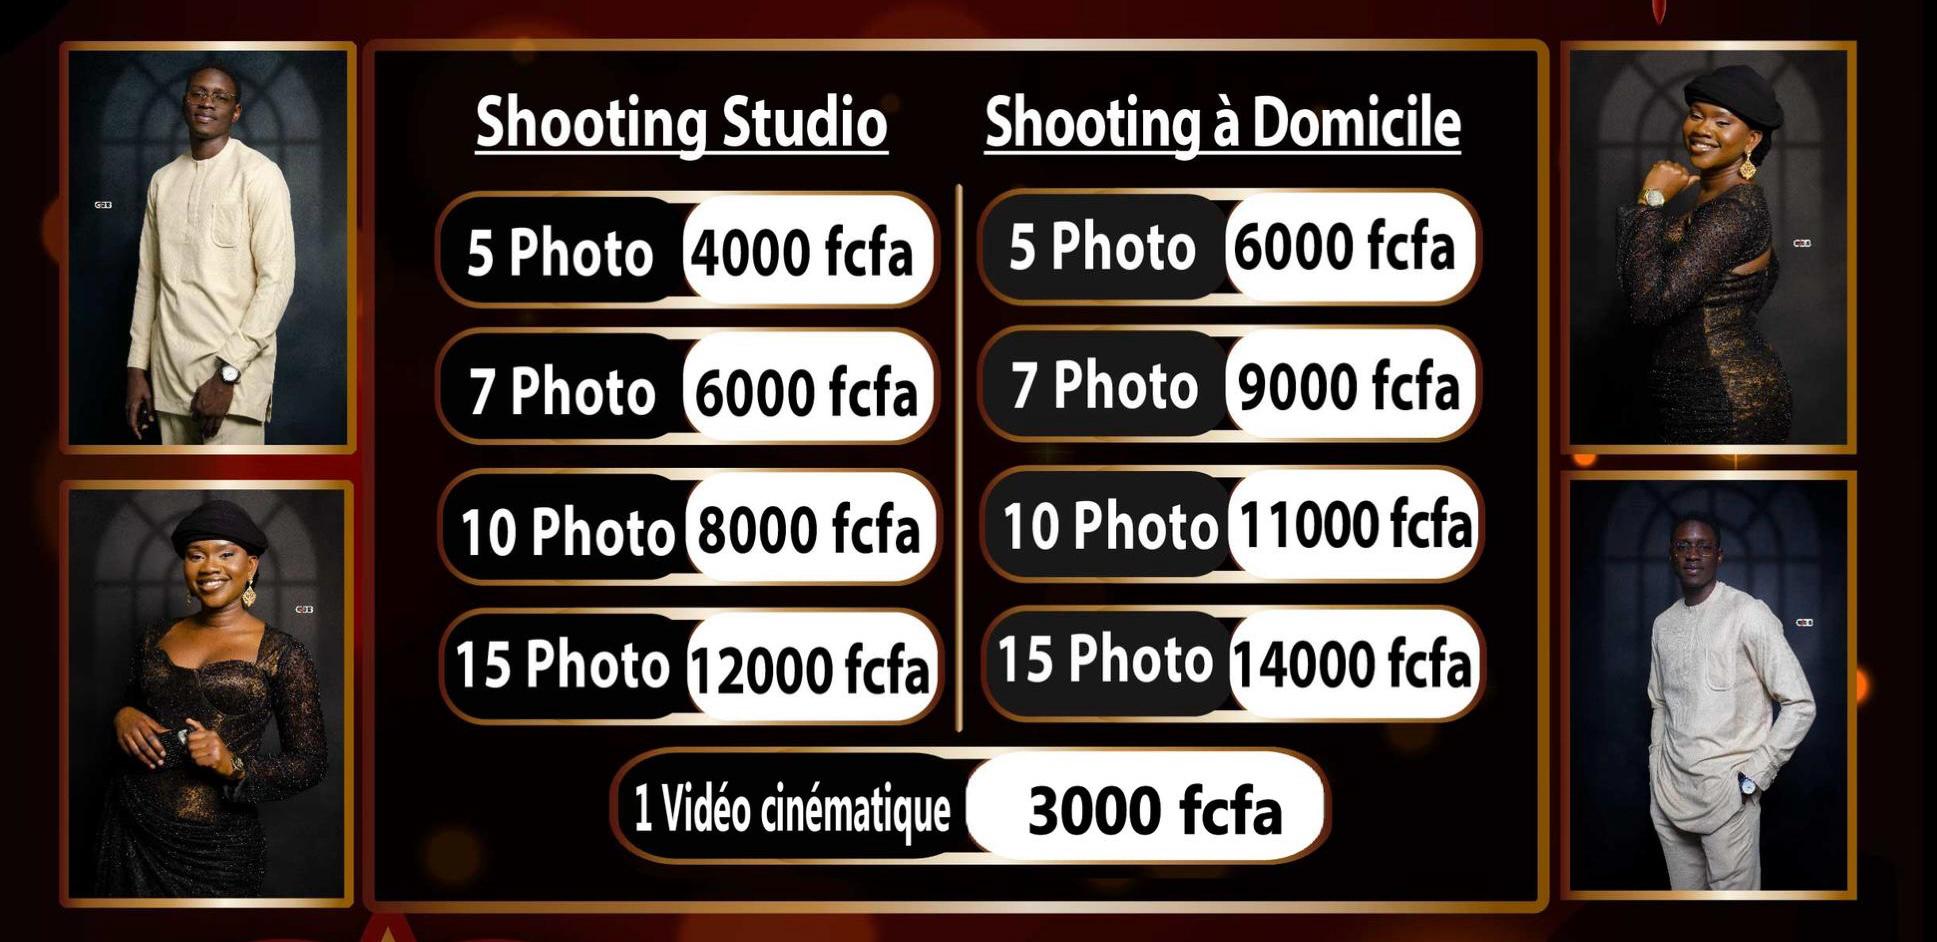 Shooting Studio
5 Photo 4000 fcfa
7 Photo 6000 fcfa
10 Photo 8000 fcfa
15 Photo 12000 fcfa
Shooting à Domicile
5 Photo 6000 fcfa
7 Photo 9000 fcfa
10 Photo 11000 fcfa
15 Photo 14000 fcfa
1 Vidéo cinématique 3000 fcfa